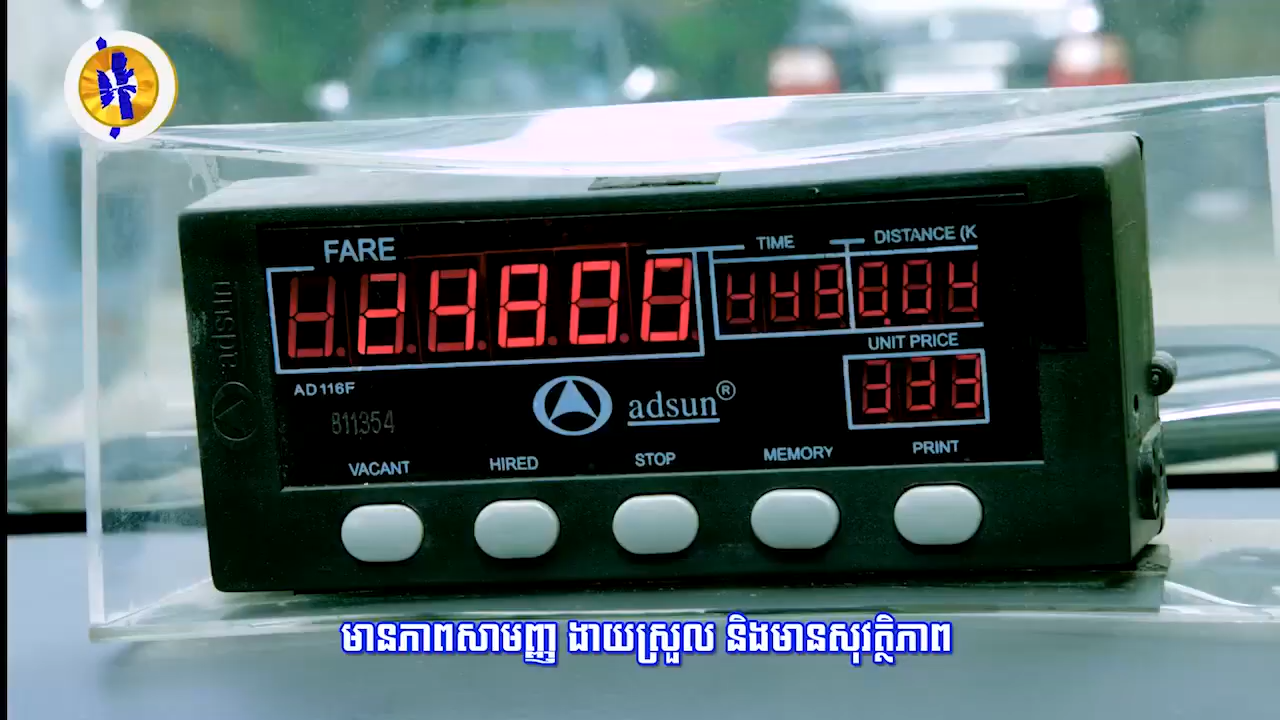 FARE
TIME
DISTANCE (K
UNIT PRICE
adsun
AD116F
811354
adsun®
VACANT
HIRED
STOP
MEMORY
PRINT
មានភាពសាមញ្ញ ងាយស្រួល និងមានសុវត្ថិភាព